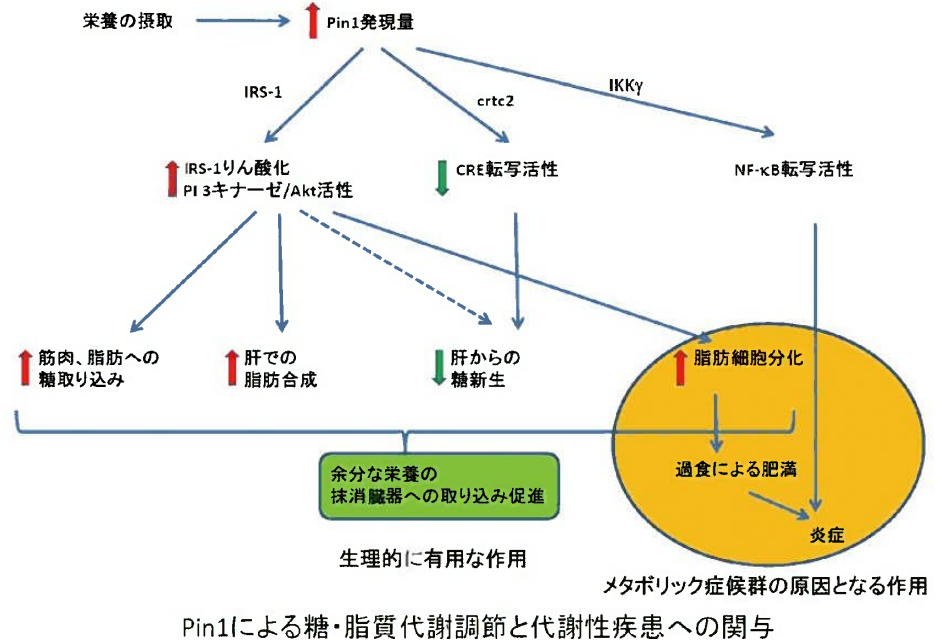 栄養の摂取
Pin1発現量
IRS-1
crtc2
IKKγ
IRS-1りん酸化
PI 3キナーゼ/Akt活性
CRE転写活性
NF-κB転写活性
筋肉、脂肪への
糖取り込み
肝での
脂肪合成
肝からの
糖新生
脂肪細胞分化
過食による肥満
炎症
余分な栄養の
抹消臓器への取り込み促進
生理的に有用な作用
メタボリック症候群の原因となる作用
Pin1による糖・脂質代謝調節と代謝性疾患への関与